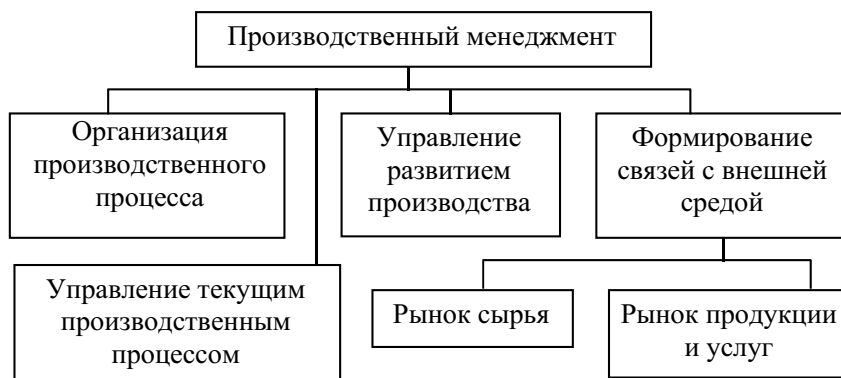 Производственный менеджмент
Организация
производственного
процесса
Управление
развитием
производства
Формирование
связей с внешней
средой
Управление текущим
производственным
процессом
Рынок сырья
Рынок продукции
и услуг